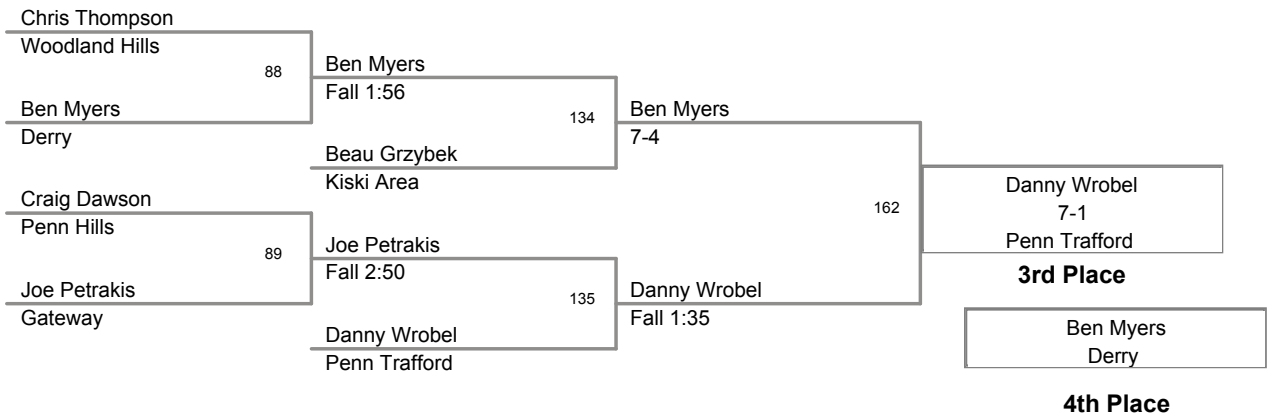 Chris Thompson
Woodland Hills
88
Ben Myers
Fall 1:56
Ben Myers
Derry
134
Ben Myers
7-4
Beau Grzybek
Kiski Area
Craig Dawson
Penn Hills
162
Danny Wrobel
7-1
Penn Trafford
3rd Place
89
Joe Petrakis
Fall 2:50
Joe Petrakis
Gateway
135
Danny Wrobel
Fall 1:35
Danny Wrobel
Penn Trafford
Ben Myers
Derry
4th Place